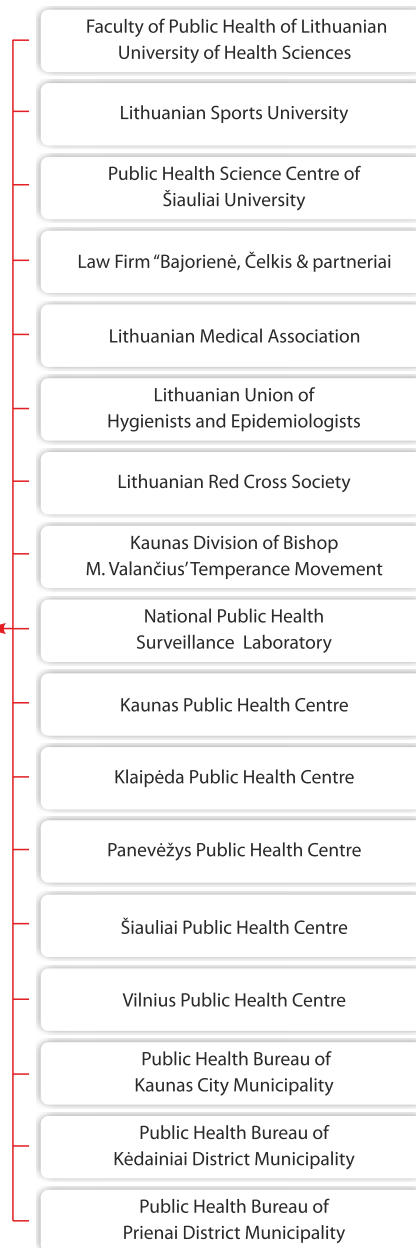 Faculty of Public Health of Lithuanian
University of Health Sciences
Lithuanian Sports University
Public Health Science Centre of
Šiauliai University
Law Firm “Bajorienė, Čelkis & partneriai
Lithuanian Medical Association
Lithuanian Union of
Hygienists and Epidemiologists
Lithuanian Red Cross Society
Kaunas Division of Bishop
M. Valančius’ Temperance Movement
National Public Health
Surveillance Laboratory
Kaunas Public Health Centre
Klaipėda Public Health Centre
Panevėžys Public Health Centre
Šiauliai Public Health Centre
Vilnius Public Health Centre
Public Health Bureau of
Kaunas City Municipality
Public Health Bureau of
Kėdainiai District Municipality
Public Health Bureau of
Prienai District Municipality